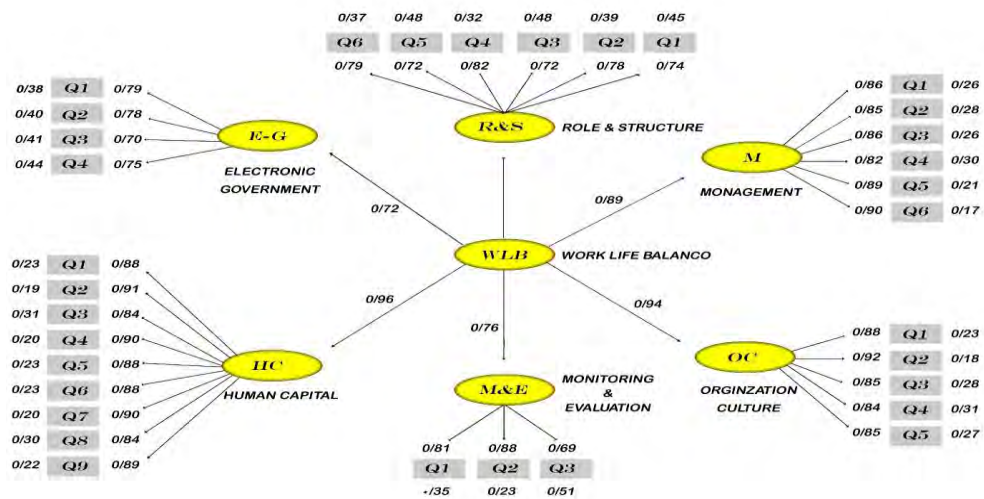 0/37 0/48 0/32 0/48 0/39 0/45
Q6 Q5 Q4 Q3 Q2 Q1
0/79 0/72 0/82 0/72 0/78 0/74
0/38 Q1 0/79
0/40 Q2 0/78
0/41 Q3 0/70
0/44 Q4 0/75
E-G
ELECTRONIC
GOVERNMENT
R&S
ROLE & STRUCTURE
M
MONAGEMENT
0/86 Q1 0/26
0/85 Q2 0/28
0/86 Q3 0/26
0/82 Q4 0/30
0/89 Q5 0/21
0/90 Q6 0/17
0/72
0/89
WLB
WORK LIFE BALANCO
0/96
0/76
0/94
0/23 Q1 0/88
0/19 Q2 0/91
0/31 Q3 0/84
0/20 Q4 0/90
0/23 Q5 0/88
0/23 Q6 0/88
0/20 Q7 0/90
0/30 Q8 0/84
0/22 Q9 0/89
HC
HUMAN CAPITAL
M&E
MONITORING
&
EVALUATION
0/81 0/88 0/69
Q1 Q2 Q3
-/35 0/23 0/51
OC
ORGINZATION
CULTURE
0/88 Q1 0/23
0/92 Q2 0/18
0/85 Q3 0/28
0/84 Q4 0/31
0/85 Q5 0/27